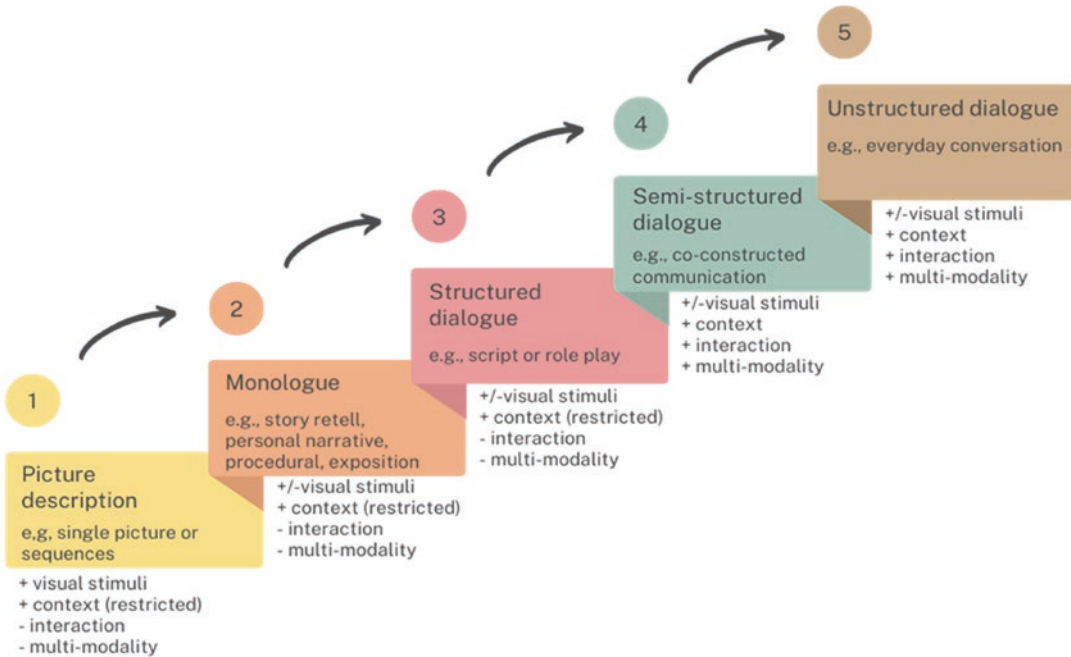 1
Picture
description
e,g, single picture or
sequences
+ visual stimuli
+ context (restricted)
- interaction
- multi-modality
2
Monologue
e.g., story retell,
personal narrative,
procedural, exposition
+/-visual stimuli
+ context (restricted)
- interaction
- multi-modality
3
Structured
dialogue
e.g., script or role play
+/-visual stimuli
+ context (restricted)
- interaction
- multi-modality
4
Semi-structured
dialogue
e.g., co-constructed
communication
+/-visual stimuli
+ context
+ interaction
+ multi-modality
5
Unstructured dialogue
e.g., everyday conversation
+/-visual stimuli
+ context
+ interaction
+ multi-modality